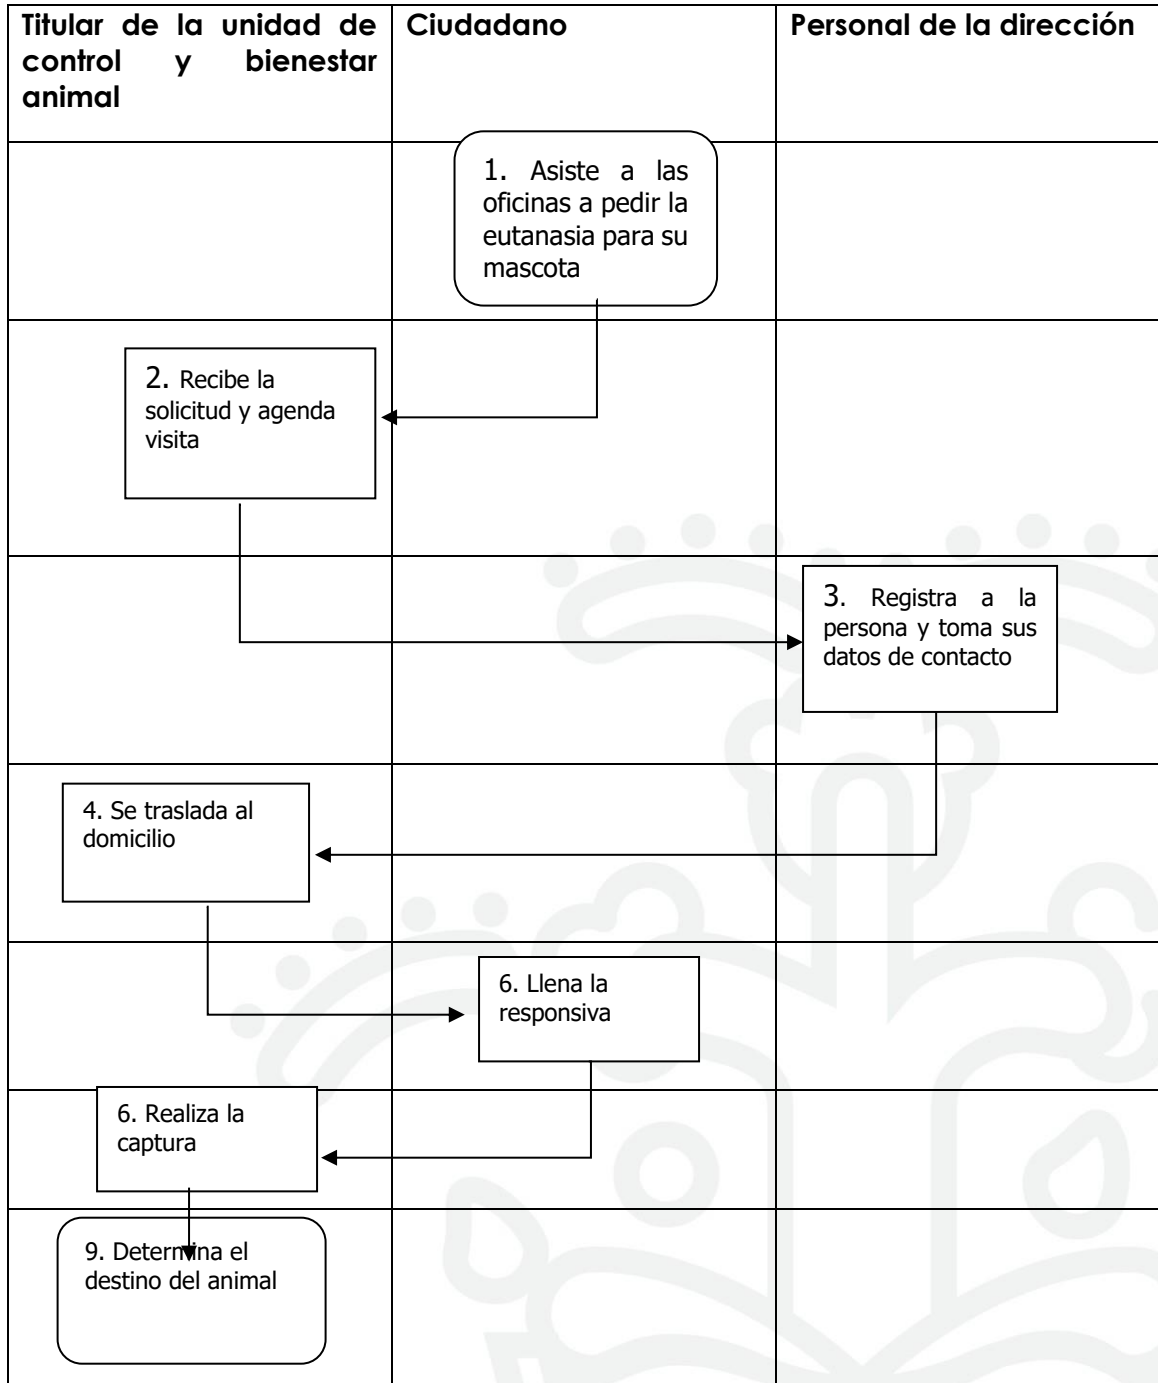 Titular de la unidad de
control y bienestar
animal
Ciudadano
Personal de la dirección
1. Asiste a las
oficinas a pedir la
eutanasia para su
mascota
2. Recibe la
solicitud y agenda
visita
3. Registra a la
persona y toma sus
datos de contacto
4. Se traslada al
domicilio
6. Llena la
responsiva
6. Realiza la
captura
9. Determina el
destino del animal